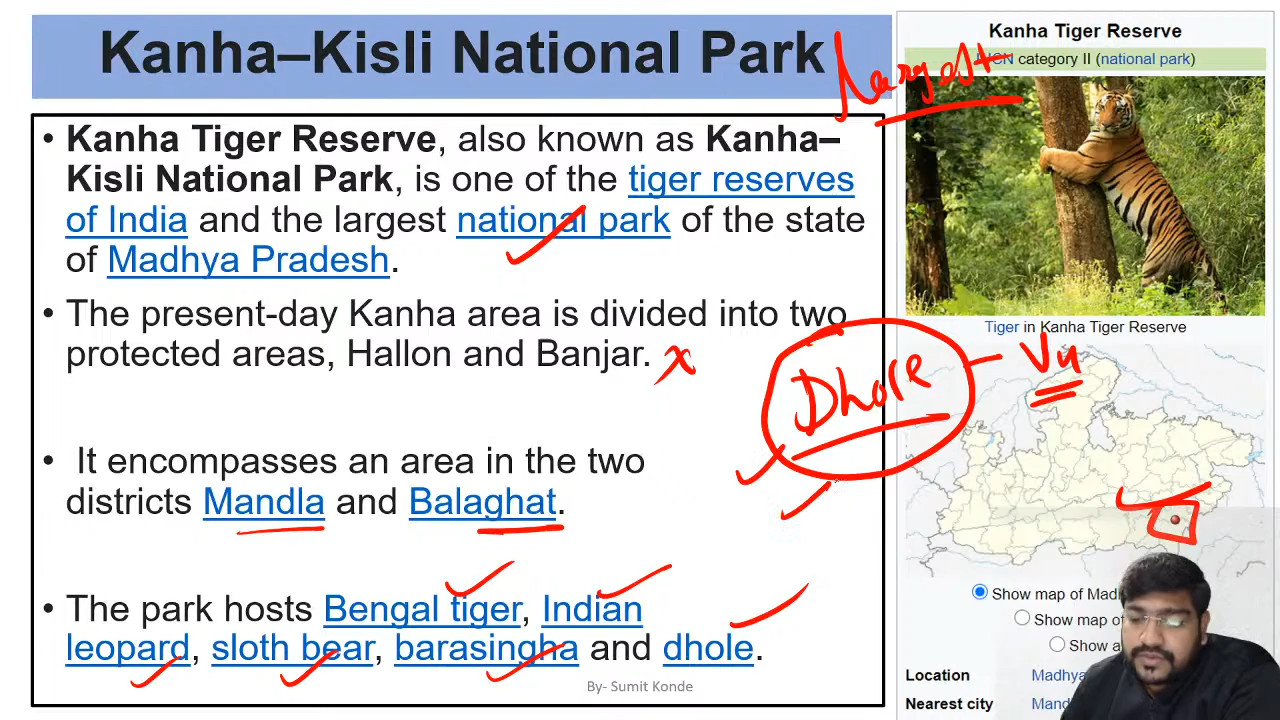 Kanha–Kisli National Park
Largest
• Kanha Tiger Reserve, also known as Kanha–
Kisli National Park, is one of the tiger reserves
of India and the largest national park of the state
of Madhya Pradesh.
• The present-day Kanha area is divided into two
protected areas, Hallon and Banjar. x
Dhole – Vu
• It encompasses an area in the two
districts Mandla and Balaghat.
• The park hosts Bengal tiger, Indian
leopard, sloth bear, barasingha and dhole.
By- Sumit Konde
Kanha Tiger Reserve
category II (national park)
Tiger in Kanha Tiger Reserve
Show map of
Show map of
Show
Location
Nearest city